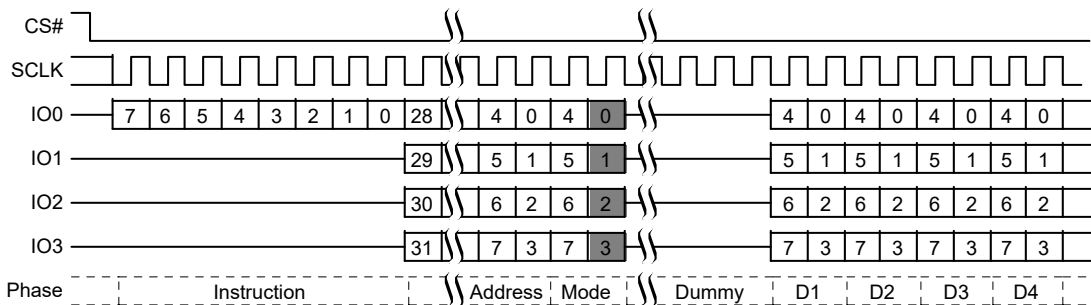 CS#
SCLK
IO0 7 6 5 4 3 2 1 0 28 4 0 4 0 4 0 4 0 4 0 4 0
IO1 29 5 1 5 1 5 1 5 1 5 1 5 1
IO2 30 6 2 6 2 6 2 6 2 6 2 6 2
IO3 31 7 3 7 3 7 3 7 3 7 3 7 3
Phase Instruction Address Mode Dummy D1 D2 D3 D4